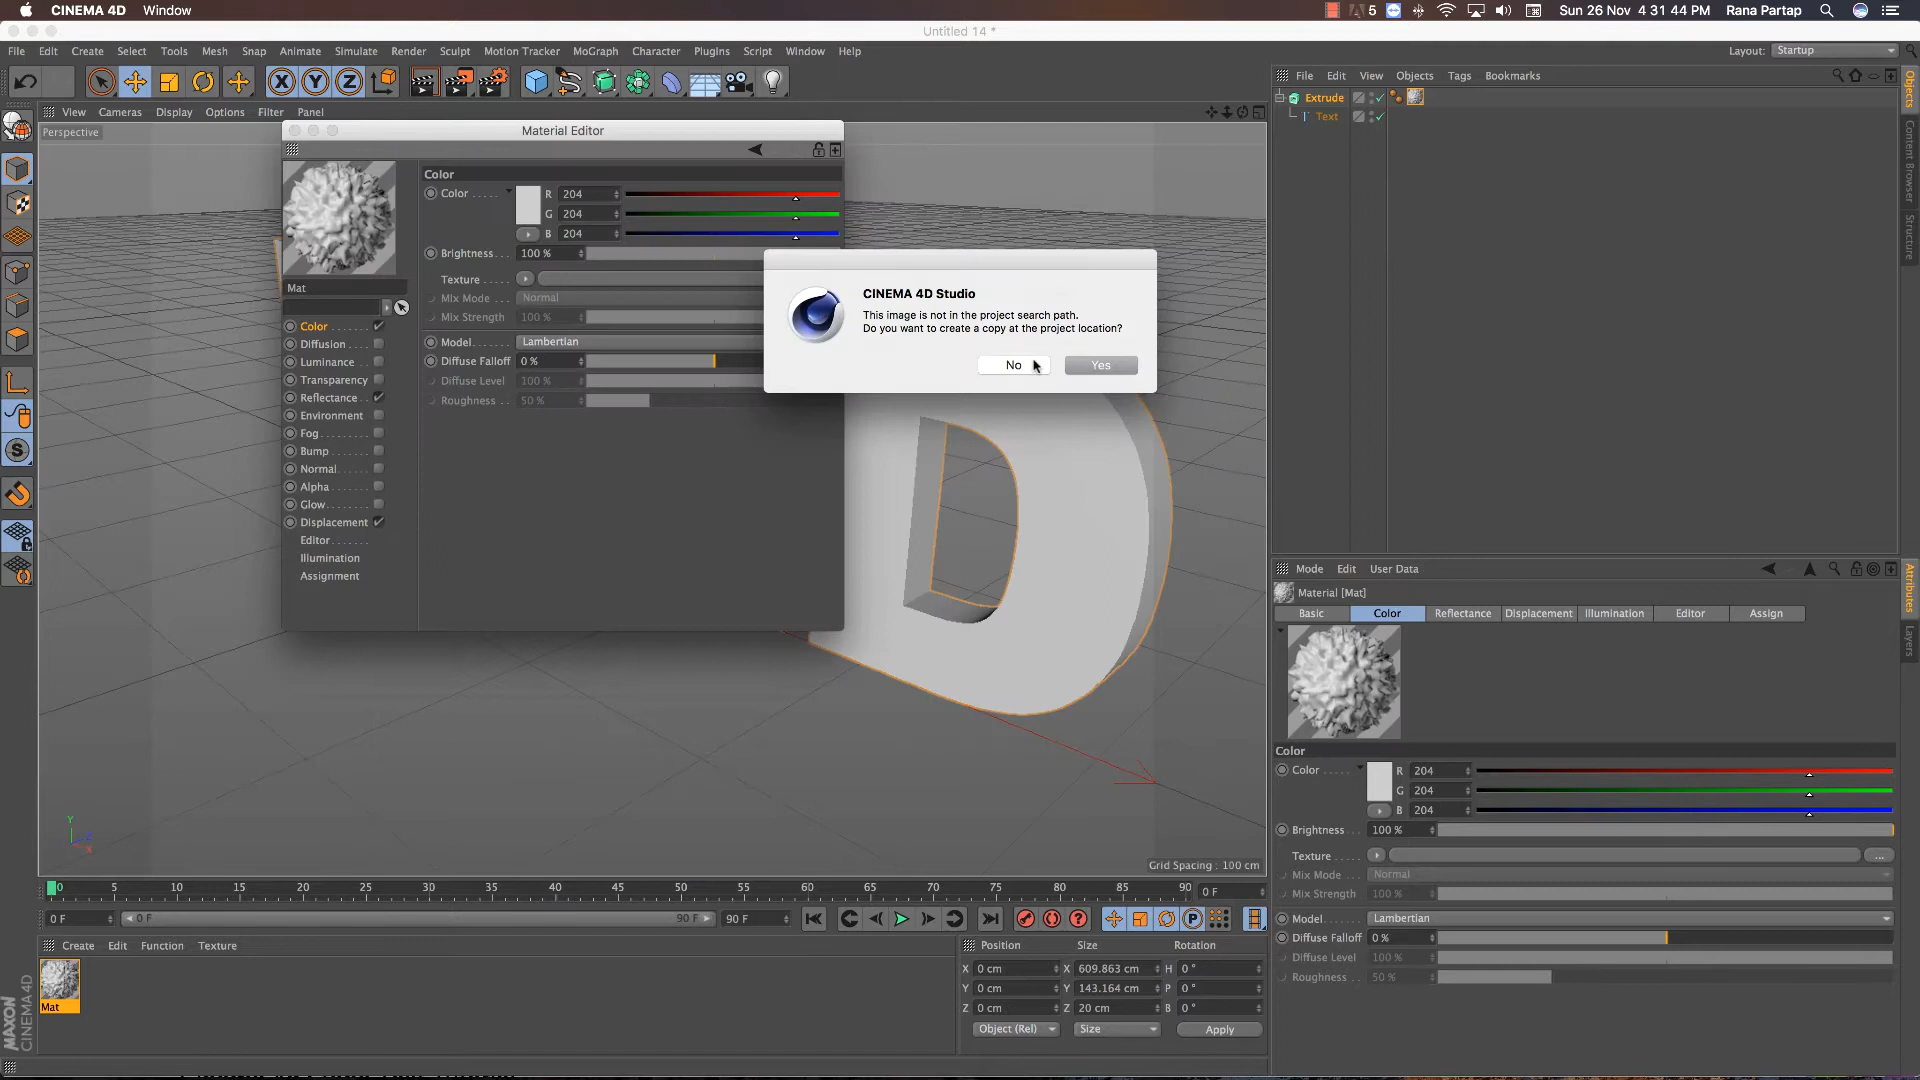 CINEMA 4D Window 5 Sun 26 Nov 4 31 44 PM Rana Partap
Untitled 14 *
File Edit Create Select Tools Mesh Snap Animate Simulate Render Sculpt Motion Tracker MoGraph Character Plugins Script Window Help Layout: Startup
View Cameras Display Options Filter Panel
Perspective
Material Editor
Mat
Color
Diffusion
Luminance
Transparency
Reflectance
Environment
Fog
Bump
Normal
Alpha
Glow
Displacement
Editor
Illumination
Assignment
Color
Color R 204
G 204
B 204
Brightness 100 %
Texture
Mix Mode Normal
Mix Strength 100 %
Model Lambertian
Diffuse Falloff 0 %
Diffuse Level 100 %
Roughness 50 %
CINEMA 4D Studio
This image is not in the project search path.
Do you want to create a copy at the project location?
No Yes
D
Y
Z
X
Grid Spacing : 100 cm
File Edit View Objects Tags Bookmarks
Extrude
Text
Objects
Content Browser
Structure
Mode Edit User Data
Material [Mat]
Basic Color Reflectance Displacement Illumination Editor Assign
Attributes
Layers
Color
Color R 204
G 204
B 204
Brightness 100 %
Texture ...
Mix Mode Normal
Mix Strength 100 %
Model Lambertian
Diffuse Falloff 0 %
Diffuse Level 100 %
Roughness 50 %
0 5 10 15 20 25 30 35 40 45 50 55 60 65 70 75 80 85 90 0 F
0 F 0 F 90 F 90 F
Create Edit Function Texture
Mat
MAXON
CINEMA 4D
Position Size Rotation
X 0 cm X 609.863 cm H 0 °
Y 0 cm Y 143.164 cm P 0 °
Z 0 cm Z 20 cm B 0 °
Object (Rel) Size Apply